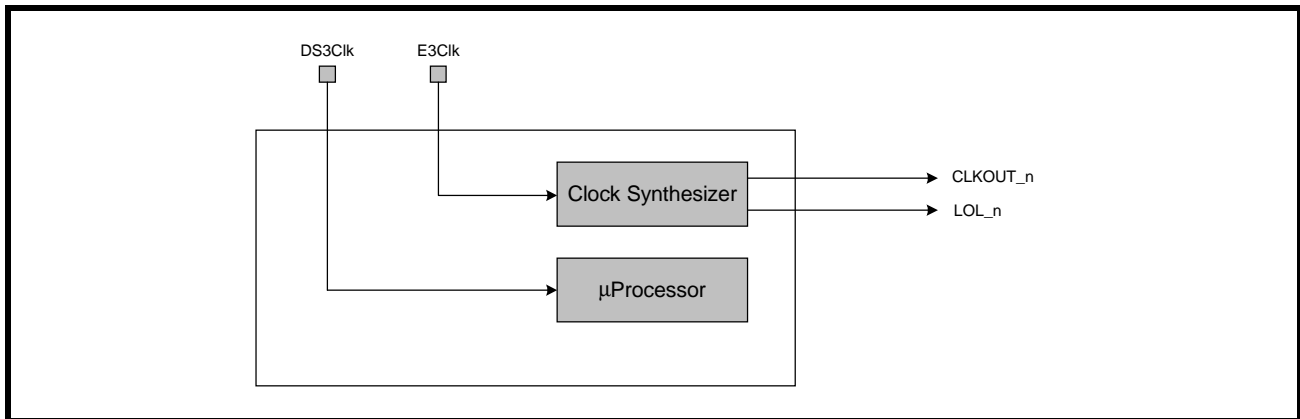 DS3Clk
E3Clk
Clock Synthesizer
CLKOUT_n
LOL_n
μProcessor